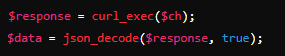 $response = curl_exec($ch);
$data = json_decode($response, true);